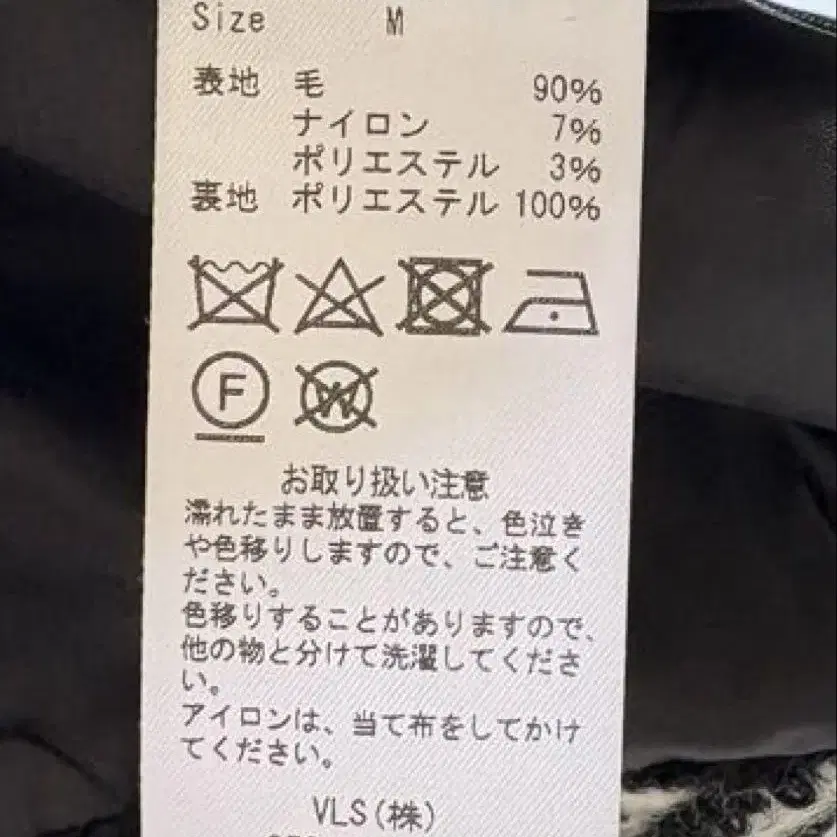 Size M
表地 毛 90%
ナイロン 7%
ポリエステル 3%
裏地 ポリエステル 100%
F
W
お取り扱い注意
濡れたまま放置すると、色泣き
や色移りしますので、ご注意く
ださい。
色移りすることがありますので、
他の物と分けて洗濯してくださ
い。
アイロンは、当て布をしてかけ
てください。
VLS(株)